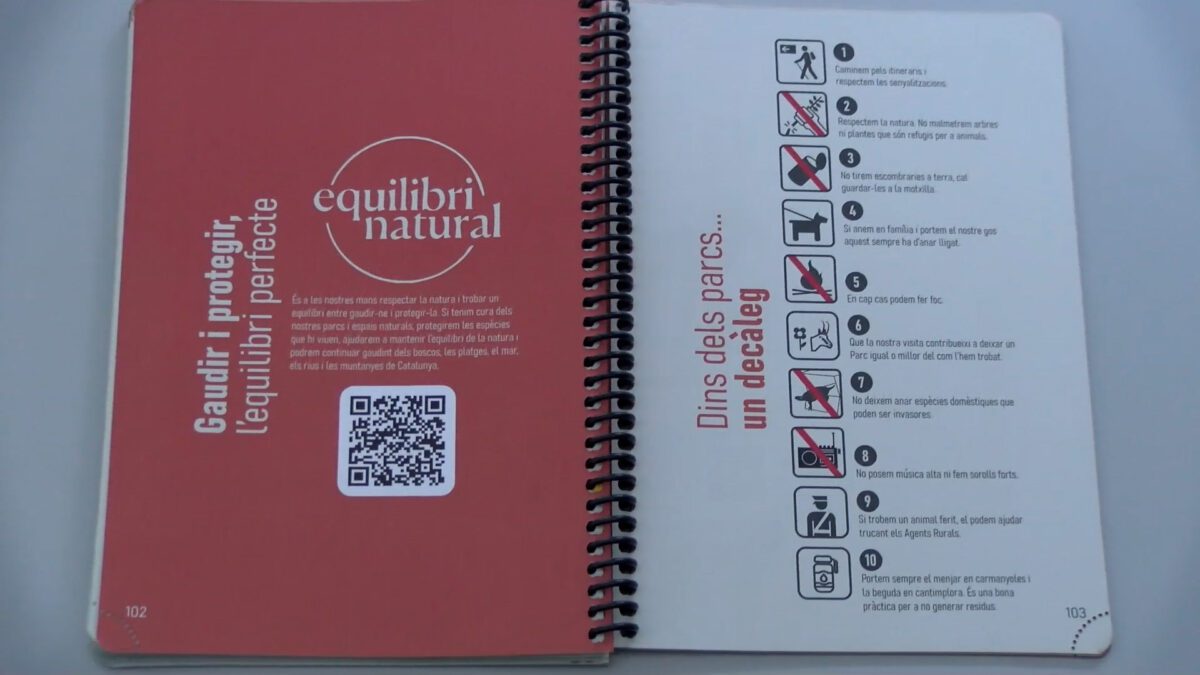 Gaudir i protegir,
l'equilibri perfecte
equilibri
natural
És a les nostres mans respectar la natura i trobar un
equilibri entre gaudir-ne i protegir-la. Si tenim cura dels
nostres parcs i espais naturals, protegirem les espècies
que hi viuen, ajudarem a mantenir l'equilibri de la natura i
podrem continuar gaudint dels boscos, les platges, el mar,
els rius i les muntanyes de Catalunya.
102
Dins dels parcs...
un decàleg
1
Caminem pels itineraris i
respectem les senyalitzacions.
2
Respectem la natura. No malmetrem arbres
ni plantes que són refugis per a animals.
3
No tirem escombraries a terra, cal
guardar-les a la motxilla.
4
Si anem en família i portem el nostre gos
aquest sempre ha d'anar lligat.
5
En cap cas podem fer foc.
6
Que la nostra visita contribueixi a deixar un
Parc igual o millor del com l'hem trobat.
7
No deixem anar espècies domèstiques que
poden ser invasores.
8
No posem música alta ni fem sorolls forts.
9
Si trobem un animal ferit, el podem ajudar
trucant els Agents Rurals.
10
Portem sempre el menjar en carmanyoles i
la beguda en cantimplora. És una bona
pràctica per a no generar residus.
103